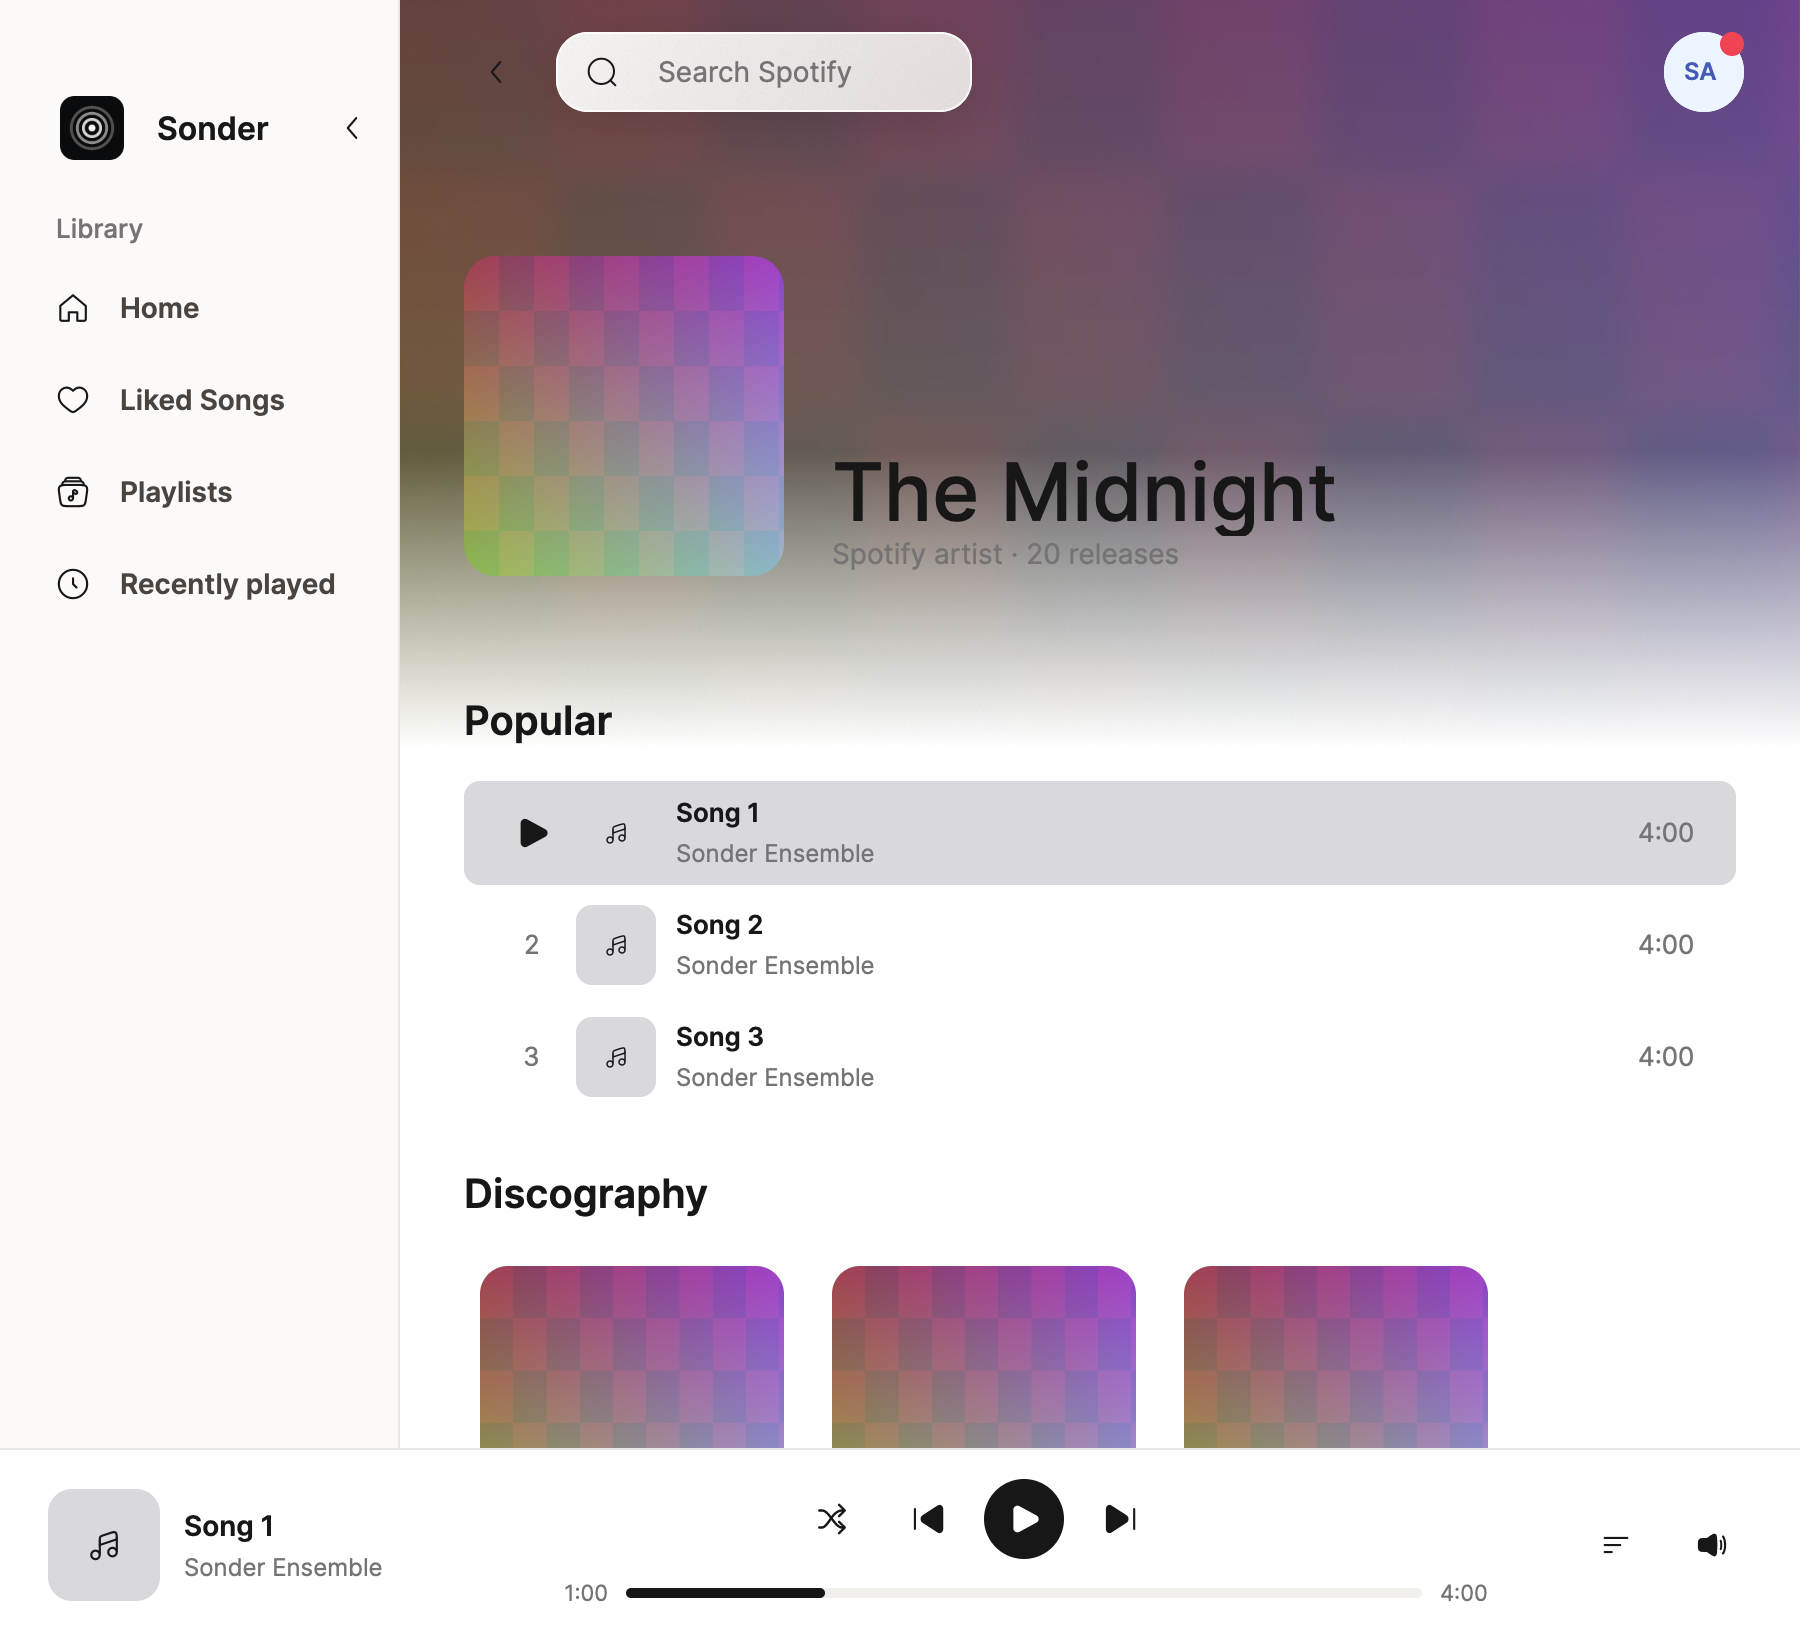 Sonder
Library
Home
Liked Songs
Playlists
Recently played
Search Spotify
SA
The Midnight
Spotify artist · 20 releases
Popular
Song 1
Sonder Ensemble
4:00
2
Song 2
Sonder Ensemble
4:00
3
Song 3
Sonder Ensemble
4:00
Discography
Song 1
Sonder Ensemble
1:00
4:00